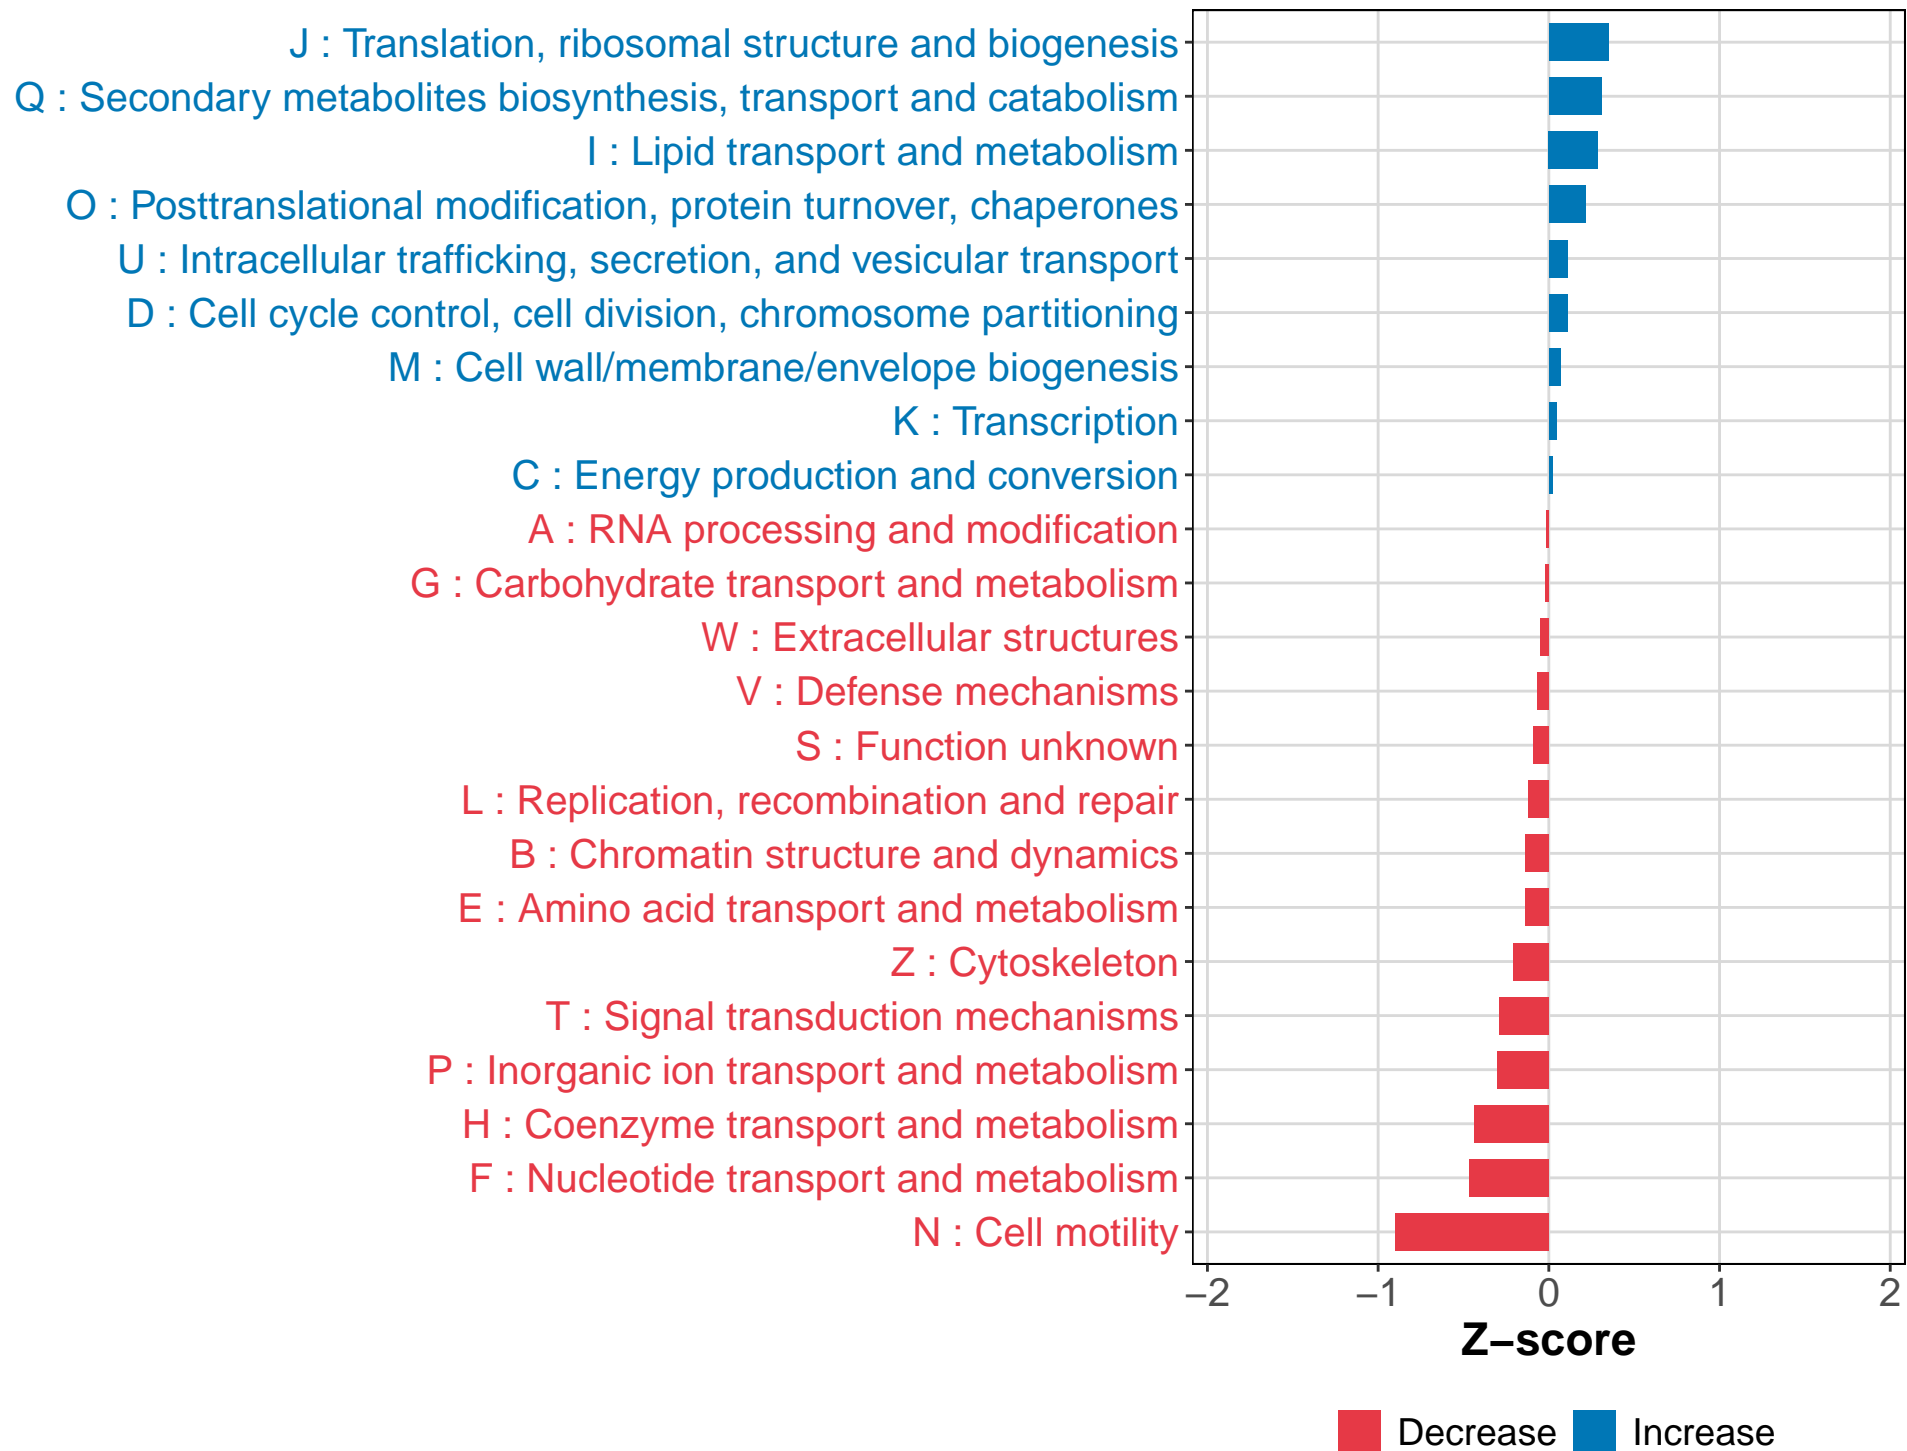 J : Translation, ribosomal structure and biogenesis
Q : Secondary metabolites biosynthesis, transport and catabolism
I : Lipid transport and metabolism
O : Posttranslational modification, protein turnover, chaperones
U : Intracellular trafficking, secretion, and vesicular transport
D : Cell cycle control, cell division, chromosome partitioning
M : Cell wall/membrane/envelope biogenesis
K : Transcription
C : Energy production and conversion
A : RNA processing and modification
G : Carbohydrate transport and metabolism
W : Extracellular structures
V : Defense mechanisms
S : Function unknown
L : Replication, recombination and repair
B : Chromatin structure and dynamics
E : Amino acid transport and metabolism
Z : Cytoskeleton
T : Signal transduction mechanisms
P : Inorganic ion transport and metabolism
H : Coenzyme transport and metabolism
F : Nucleotide transport and metabolism
N : Cell motility
−2 −1 0 1 2
Z−score
Decrease Increase